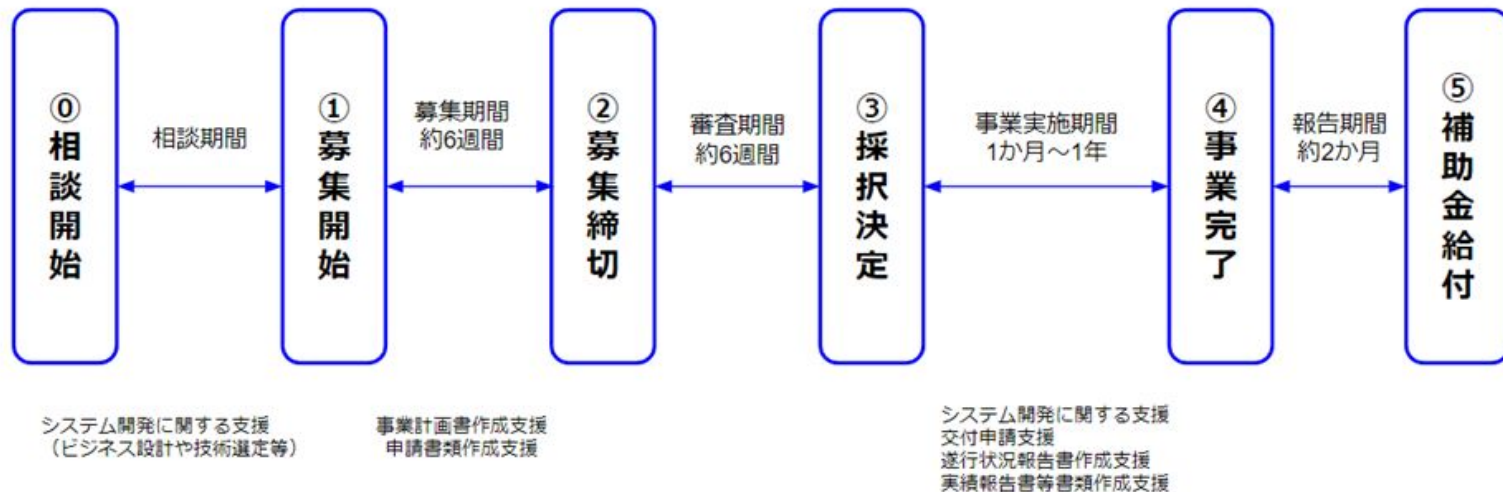 ⓪相談開始
相談期間
①募集開始
募集期間
約6週間
②募集締切
審査期間
約6週間
③採択決定
事業実施期間
1か月～1年
④事業完了
報告期間
約2か月
⑤補助金給付
システム開発に関する支援
（ビジネス設計や技術選定等）
事業計画書作成支援
申請書類作成支援
システム開発に関する支援
交付申請支援
遂行状況報告書作成支援
実績報告書等書類作成支援